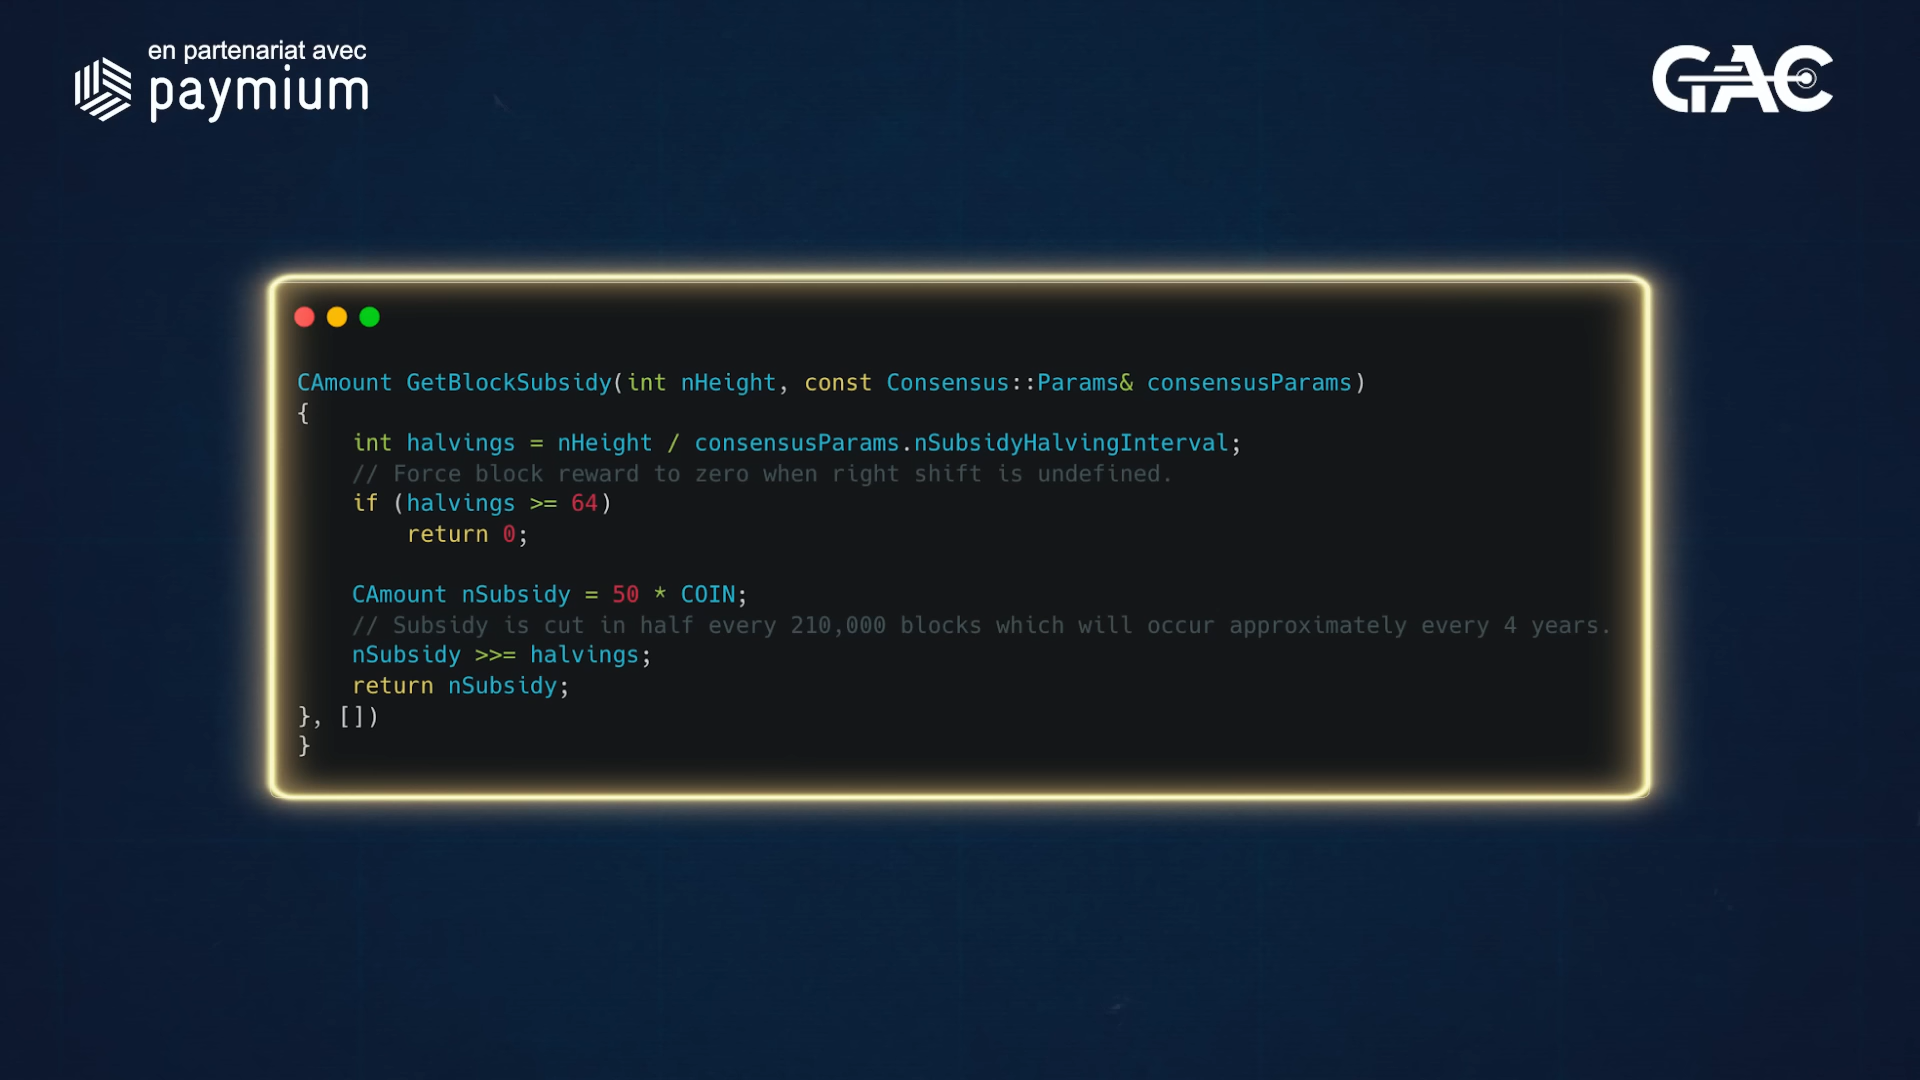 en partenariat avec
paymium
GAC
CAmount GetBlockSubsidy(int nHeight, const Consensus::Params& consensusParams)
{
    int halvings = nHeight / consensusParams.nSubsidyHalvingInterval;
    // Force block reward to zero when right shift is undefined.
    if (halvings >= 64)
        return 0;
    CAmount nSubsidy = 50 * COIN;
    // Subsidy is cut in half every 210,000 blocks which will occur approximately every 4 years.
    nSubsidy >>= halvings;
    return nSubsidy;
}, [])
}